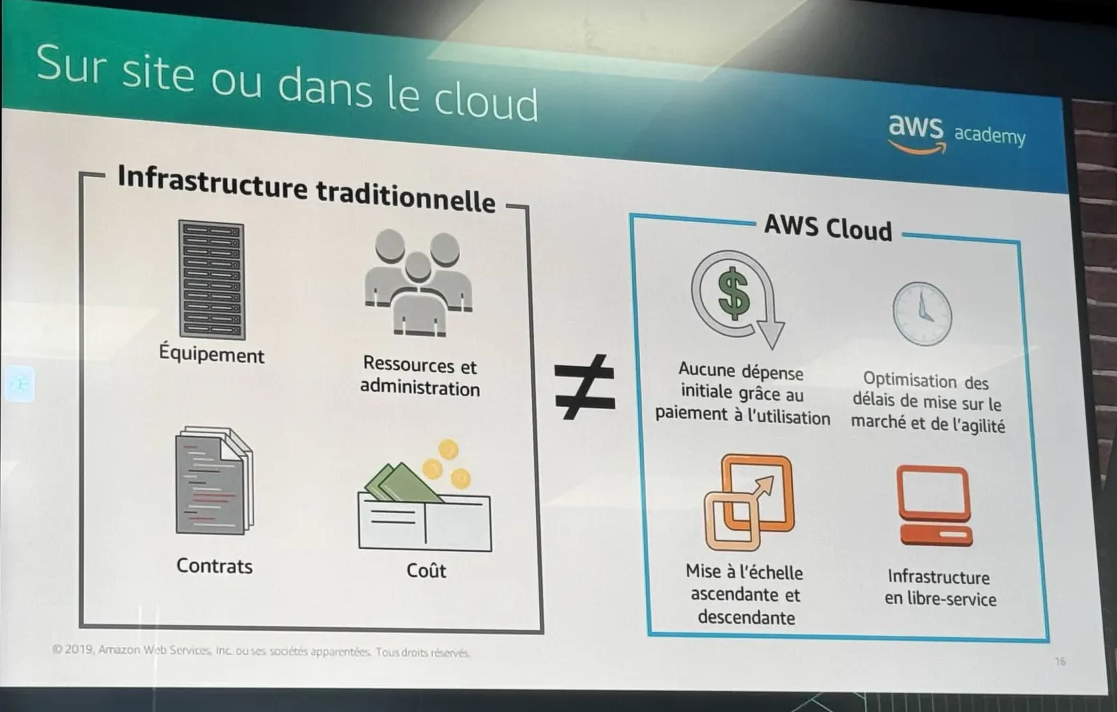 Sur site ou dans le cloud
aws academy
Infrastructure traditionnelle
Équipement
Ressources et
administration
Contrats
Coût
≠
AWS Cloud
$
Aucune dépense
initiale grâce au
paiement à l'utilisation
Optimisation des
délais de mise sur le
marché et de l'agilité
Mise à l'échelle
ascendante et
descendante
Infrastructure
en libre-service
© 2019, Amazon Web Services, Inc. ou ses sociétés apparentées. Tous droits réservés.
16